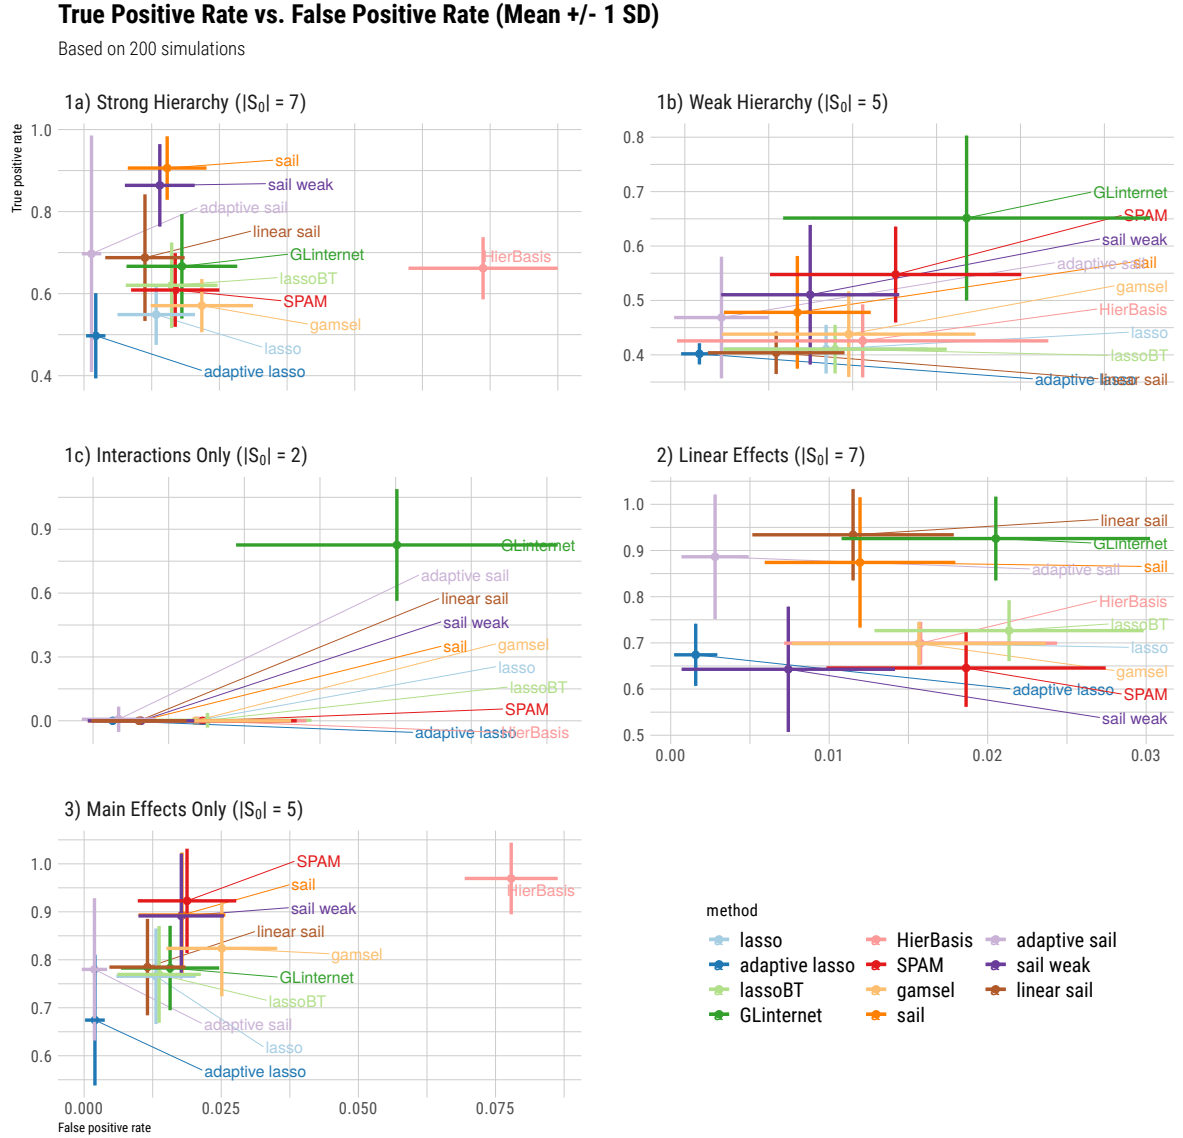 True Positive Rate vs. False Positive Rate (Mean +/- 1 SD)
Based on 200 simulations
1a) Strong Hierarchy (|S₀| = 7)
True positive rate
1.0
0.8
0.6
0.4
sail
sail weak
adaptive sail
linear sail
GLinternet
HierBasis
lassoBT
SPAM
gamsel
lasso
adaptive lasso
1b) Weak Hierarchy (|S₀| = 5)
0.8
0.7
0.6
0.5
0.4
GLinternet
SPAM
sail weak
adaptive sail
sail
gamsel
HierBasis
lasso
lassoBT
adaptive lasso
linear sail
1c) Interactions Only (|S₀| = 2)
0.9
0.6
0.3
0.0
GLinternet
adaptive sail
linear sail
sail weak
sail
gamsel
lasso
lassoBT
SPAM
adaptive lasso
HierBasis
2) Linear Effects (|S₀| = 7)
1.0
0.9
0.8
0.7
0.6
0.5
linear sail
GLinternet
sail
adaptive sail
HierBasis
lassoBT
lasso
gamsel
adaptive lasso
SPAM
sail weak
0.00
0.01
0.02
0.03
3) Main Effects Only (|S₀| = 5)
1.0
0.9
0.8
0.7
0.6
SPAM
sail
HierBasis
sail weak
linear sail
gamsel
GLinternet
lassoBT
adaptive sail
lasso
adaptive lasso
0.000
0.025
0.050
0.075
False positive rate
method
lasso
adaptive lasso
lassoBT
GLinternet
HierBasis
SPAM
gamsel
sail
adaptive sail
sail weak
linear sail